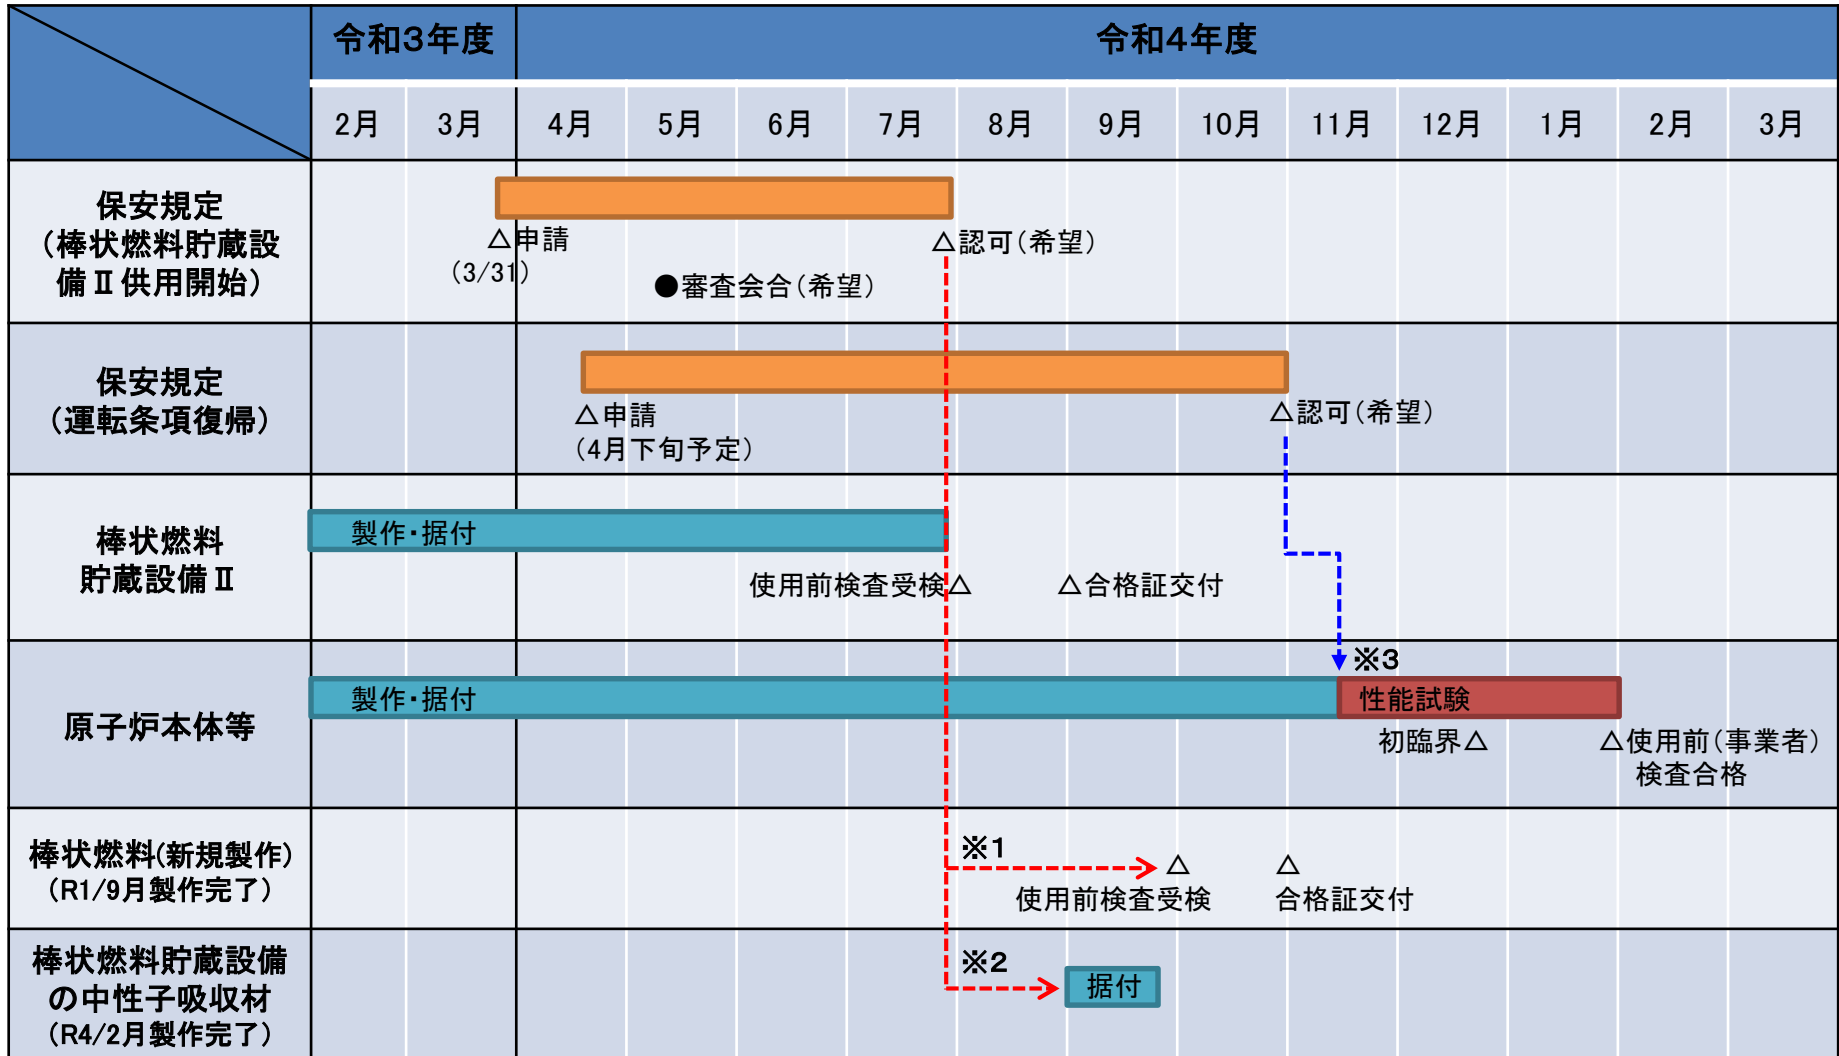 令和3年度
令和4年度
2月 3月 4月 5月 6月 7月 8月 9月 10月 11月 12月 1月 2月 3月
保安規定
（棒状燃料貯蔵設
備Ⅱ供用開始）
△申請
（3/31）
△認可（希望）
●審査会合（希望）
保安規定
（運転条項復帰）
△申請
（4月下旬予定）
△認可（希望）
棒状燃料
貯蔵設備Ⅱ
製作・据付
使用前検査受検△
△合格証交付
原子炉本体等
製作・据付
※3
性能試験
初臨界△
△使用前（事業者）
検査合格
棒状燃料(新規製作)
（R1/9月製作完了）
※1
△
使用前検査受検
△
合格証交付
棒状燃料貯蔵設備
の中性子吸収材
（R4/2月製作完了）
※2
据付